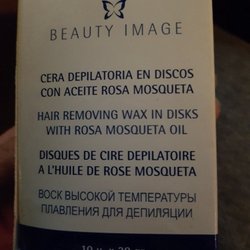 BEAUTY IMAGE
CERA DEPILATORIA EN DISCOS
CON ACEITE ROSA MOSQUETA
HAIR REMOVING WAX IN DISKS
WITH ROSA MOSQUETA OIL
DISQUES DE CIRE DEPILATOIRE
A L'HUILE DE ROSE MOSQUETA
ВОСК ВЫСОКОЙ ТЕМПЕРАТУРЫ
ПЛАВЛЕНИЯ ДЛЯ ДЕПИЛЯЦИИ